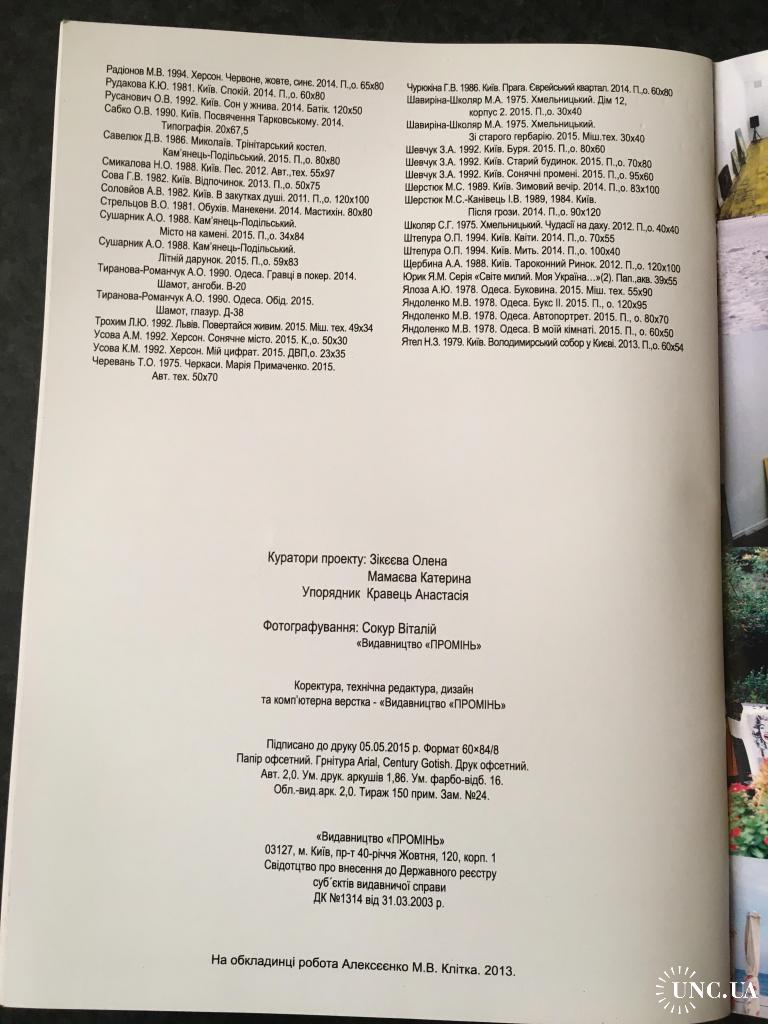 Радіонов М.В. 1994. Херсон. Червоне, жовте, синє. 2014. П.,о. 65х80
Рудакова К.Ю. 1981. Київ. Спокій. 2014. П.,о. 60х80
Русанович О.В. 1992. Київ. Сон у жнива. 2014. Батік. 120х50
Сабко О.В. 1990. Київ. Посвячення Тарковському. 2014.
Типографія. 20х67,5
Савелюк Д.В. 1986. Миколаїв. Трінітарський костел.
Кам'янець-Подільський. 2015. П.,о. 80х80
Смикалова Н.О. 1988. Київ. Пес. 2012. Авт.,тех. 55х97
Сова Г.В. 1982. Київ. Відпочинок. 2013. П.,о. 50х75
Соловйов А.В. 1982. Київ. В закутках душі. 2011. П.,о. 120х100
Стрельцов В.О. 1981. Обухів. Манекени. 2014. Мастихін. 80х80
Сушарник А.О. 1988. Кам'янець-Подільський.
Місто на камені. 2015. П.,о. 34х84
Сушарник А.О. 1988. Кам'янець-Подільський.
Літній дарунок. 2015. П.,о. 59х83
Тиранова-Романчук А.О. 1990. Одеса. Гравці в покер. 2014.
Шамот, ангоби. В-20
Тиранова-Романчук А.О. 1990. Одеса. Обід. 2015.
Шамот, глазур. Д-38
Трохим Л.Ю. 1992. Львів. Повертайся живим. 2015. Міш. тех. 49х34
Усова А.М. 1992. Херсон. Сонячне місто. 2015. К.,о. 50х30
Усова К.М. 1992. Херсон. Мій цифрат. 2015. ДВП,о. 23х35
Черевань Т.О. 1975. Черкаси. Марія Примаченко. 2015.
Авт. тех. 50х70
Чурюкіна Г.В. 1986. Київ. Прага. Єврейський квартал. 2014. П.,о. 60х80
Шавиріна-Школяр М.А. 1975. Хмельницький. Дім 12,
корпус 2. 2015. П.,о. 30х40
Шавиріна-Школяр М.А. 1975. Хмельницький.
Зі старого гербарію. 2015. Міш.тех. 30х40
Шевчук З.А. 1992. Київ. Буря. 2015. П.,о. 80х60
Шевчук З.А. 1992. Київ. Старий будинок. 2015. П.,о. 70х80
Шевчук З.А. 1992. Київ. Сонячні промені. 2015. П.,о. 95х60
Шерстюк М.С. 1989. Київ. Зимовий вечір. 2014. П.,о. 83х100
Шерстюк М.С.-Канівець І.В. 1989, 1984. Київ.
Після грози. 2014. П.,о. 90х120
Школяр С.Г. 1975. Хмельницький. Чудасії на даху. 2012. П.,о. 40х40
Штепура О.П. 1994. Київ. Квіти. 2014. П.,о. 70х55
Штепура О.П. 1994. Київ. Мить. 2014. П.,о. 100х40
Щербина А.А. 1988. Київ. Тароконний Ринок. 2012. П.,о. 120х100
Юрик Я.М. Серія «Світе милий. Моя Україна…»(2). Пап.,акв. 39х55
Ялоза А.Ю. 1978. Одеса. Буковина. 2015. Міш. тех. 55х90
Яндоленко М.В. 1978. Одеса. Букс II. 2015. П., о. 120х95
Яндоленко М.В. 1978. Одеса. Автопортрет. 2015. П., о. 80х70
Яндоленко М.В. 1978. Одеса. В моїй кімнаті. 2015. П., о. 60х50
Ятел Н.З. 1979. Київ. Володимирський собор у Києві. 2013. П.,о. 60х54
Куратори проекту: Зікєєва Олена
Мамаєва Катерина
Упорядник Кравець Анастасія
Фотографування: Сокур Віталій
«Видавництво «ПРОМІНЬ»
Коректура, технічна редактура, дизайн
та комп'ютерна верстка - «Видавництво «ПРОМІНЬ»
Підписано до друку 05.05.2015 р. Формат 60×84/8
Папір офсетний. Грнітура Arial, Century Gotish. Друк офсетний.
Авт. 2,0. Ум. друк. аркушів 1,86. Ум. фарбо-відб. 16.
Обл.-вид.арк. 2,0. Тираж 150 прим. Зам. №24.
«Видавництво «ПРОМІНЬ»
03127, м. Київ, пр-т 40-річчя Жовтня, 120, корп. 1
Свідотцтво про внесення до Державного реєстру
суб´єктів видавничої справи
ДК №1314 від 31.03.2003 р.
На обкладинці робота Алексєєнко М.В. Клітка. 2013.
UNC.UA